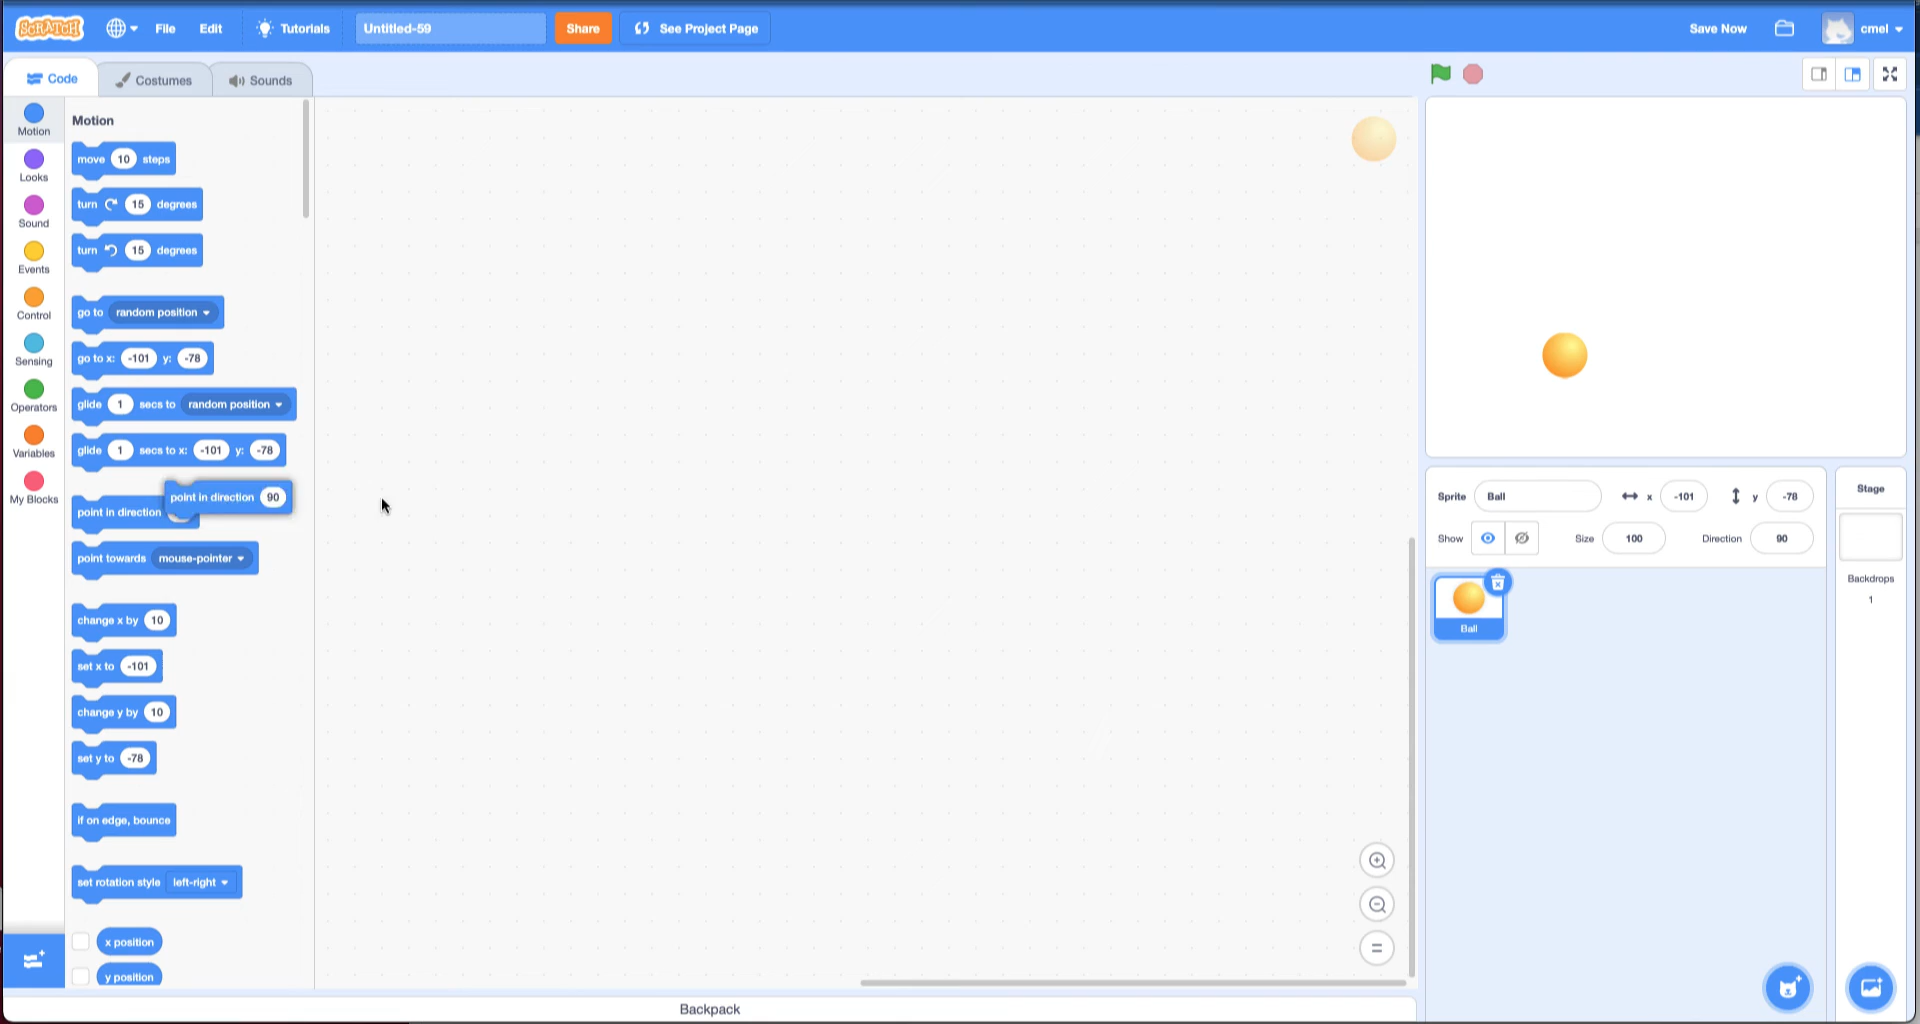 SCRATCH
File
Edit
Tutorials
Untitled-59
Share
See Project Page
Save Now
cmel
Code
Costumes
Sounds
Motion
Looks
Sound
Events
Control
Sensing
Operators
Variables
My Blocks
Motion
move 10 steps
turn 15 degrees
turn 15 degrees
go to random position
go to x: -101 y: -78
glide 1 secs to random position
glide 1 secs to x: -101 y: -78
point in direction 90
point in direction
point towards mouse-pointer
change x by 10
set x to -101
change y by 10
set y to -78
if on edge, bounce
set rotation style left-right
x position
y position
Backpack
Sprite Ball x -101 y -78
Show Size 100 Direction 90
Ball
Stage
Backdrops
1